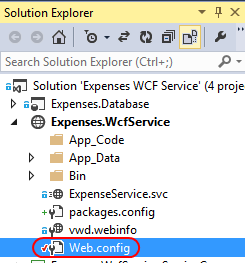 Solution Explorer
Search Solution Explorer (Ctrl+;)
Solution 'Expenses WCF Service' (4 proje
Expenses.Database
Expenses.WcfService
App_Code
App_Data
Bin
ExpenseService.svc
packages.config
vwd.webinfo
Web.config